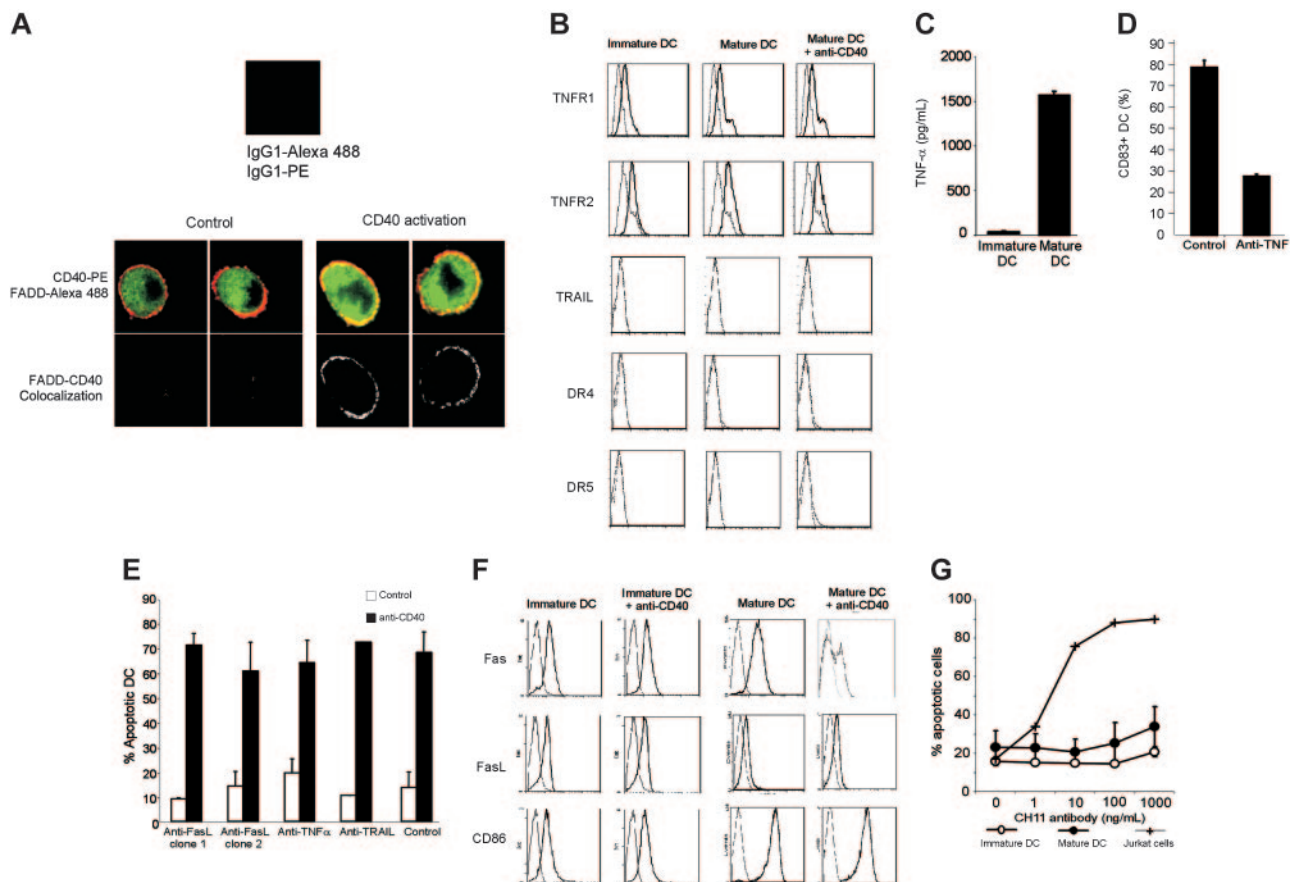 A
IgG1-Alexa 488
IgG1-PE
Control
CD40 activation
CD40-PE
FADD-Alexa 488
FADD-CD40
Colocalization
B
Immature DC
Mature DC
Mature DC
+ anti-CD40
TNFR1
TNFR2
TRAIL
DR4
DR5
C
TNF-α (pg/mL)
2000
1500
1000
500
0
Immature DC
Mature DC
D
CD83+ DC (%)
90
80
70
60
50
40
30
20
10
0
Control
Anti-TNF
E
Control
anti-CD40
% Apoptotic DC
90
80
70
60
50
40
30
20
10
0
Anti-FasL clone 1
Anti-FasL clone 2
Anti-TNFα
Anti-TRAIL
Control
F
Immature DC
Immature DC
+ anti-CD40
Mature DC
Mature DC
+ anti-CD40
Fas
FasL
CD86
G
% apoptotic cells
100
80
60
40
20
0
0 1 10 100 1000
CH11 antibody (ng/mL)
Immature DC
Mature DC
Jurkat cells